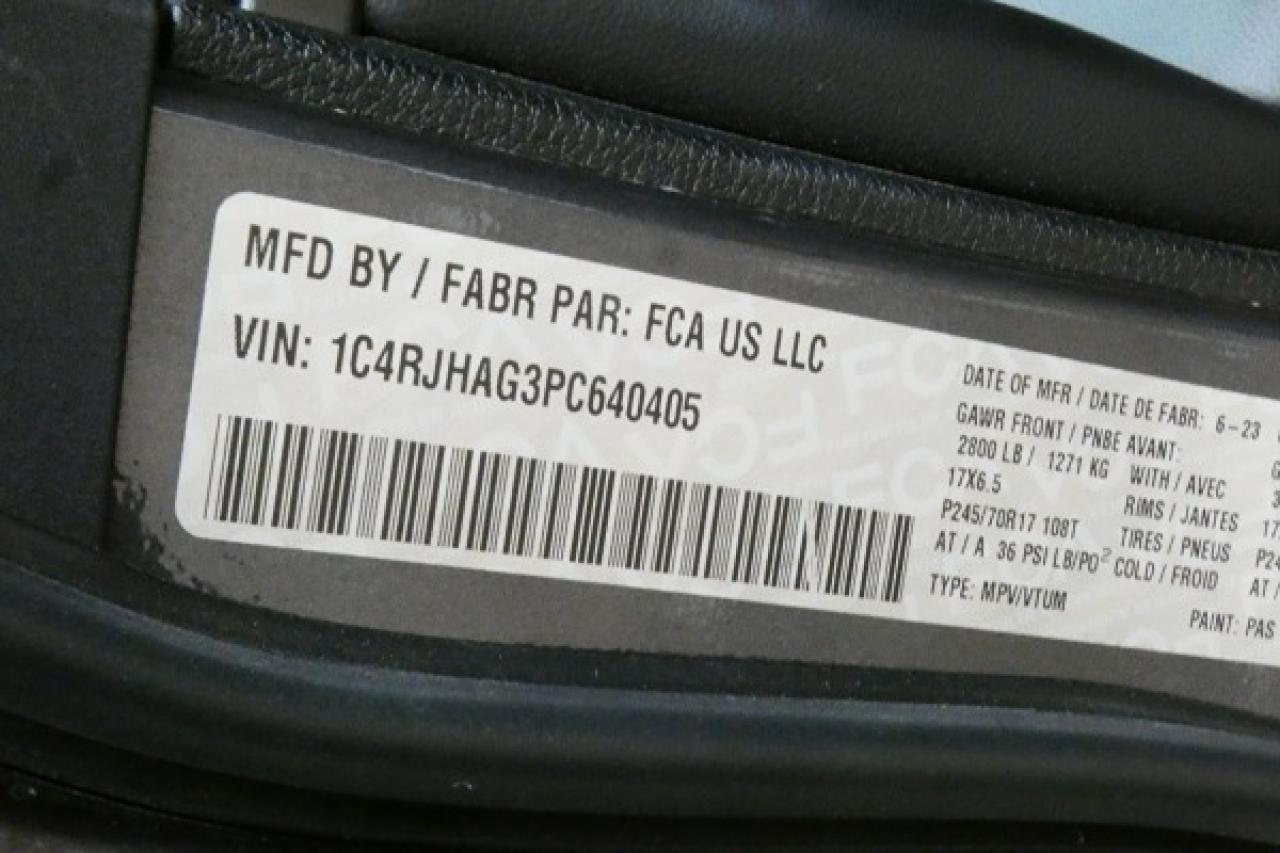 MFD BY / FABR PAR: FCA US LLC
VIN: 1C4RJHAG3PC640405
DATE OF MFR / DATE DE FABR: 6-23
GAWR FRONT / PNBE AVANT:
2800 LB / 1271 KG WITH / AVEC
17X6.5 RIMS / JANTES
P245/70R17 108T TIRES / PNEUS
AT / A 36 PSI LB/PO² COLD / FROID
TYPE: MPV/VTUM
PAINT: PAS